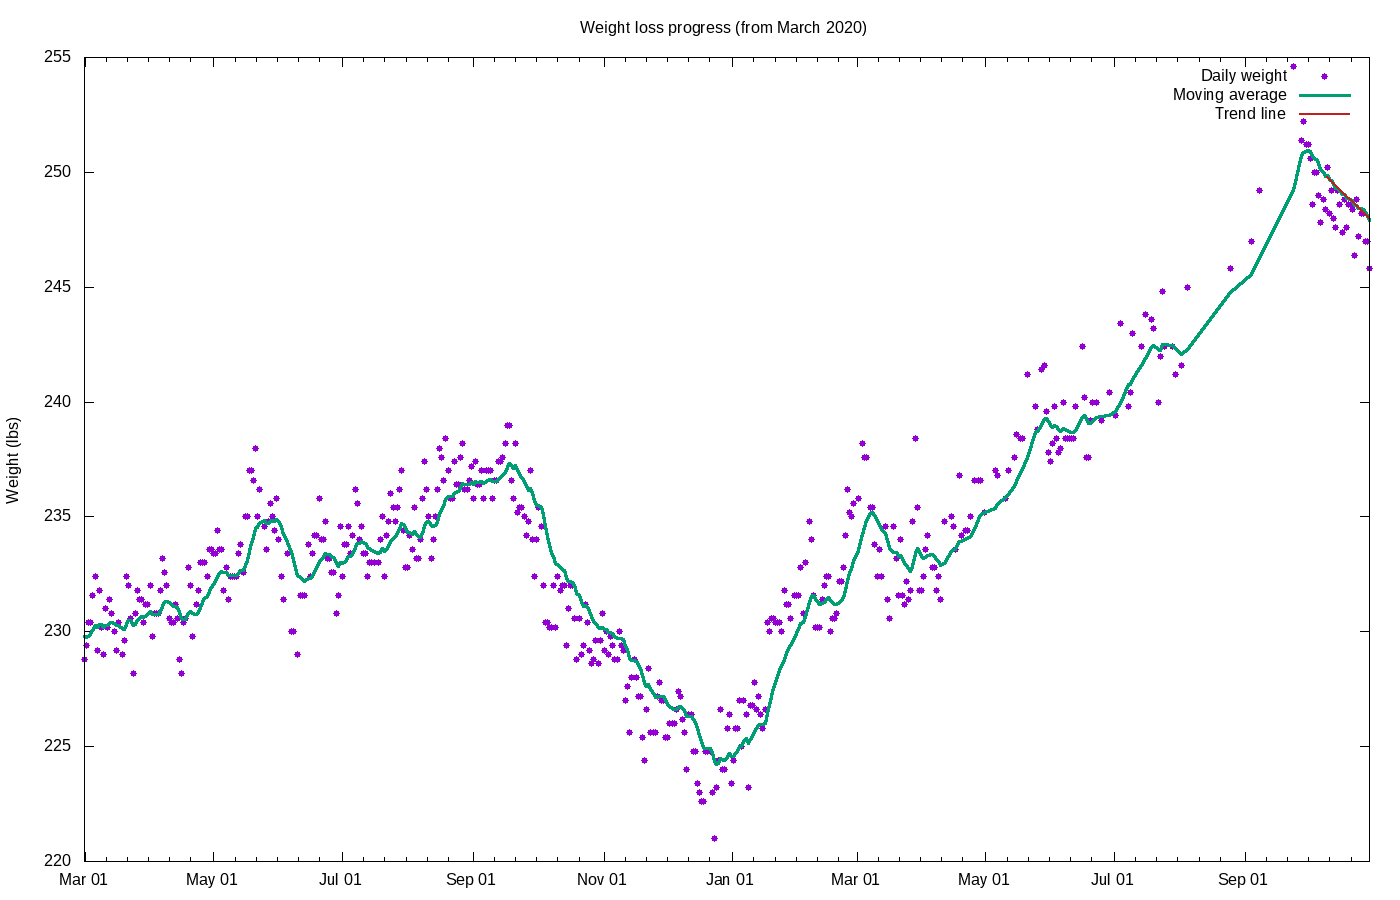 Weight loss progress (from March 2020)
255
250
245
240
235
230
225
220
Weight (lbs)
Daily weight
Moving average
Trend line
Mar 01 May 01 Jul 01 Sep 01 Nov 01 Jan 01 Mar 01 May 01 Jul 01 Sep 01